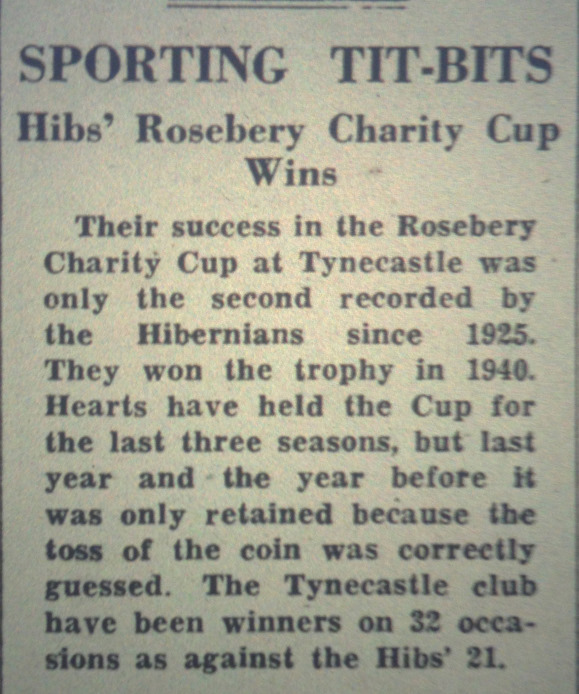 SPORTING TIT-BITS
Hibs' Rosebery Charity Cup
Wins
Their success in the Rosebery
Charity Cup at Tynecastle was
only the second recorded by
the Hibernians since 1925.
They won the trophy in 1940.
Hearts have held the Cup for
the last three seasons, but last
year and the year before it
was only retained because the
toss of the coin was correctly
guessed. The Tynecastle club
have been winners on 32 occa-
sions as against the Hibs' 21.